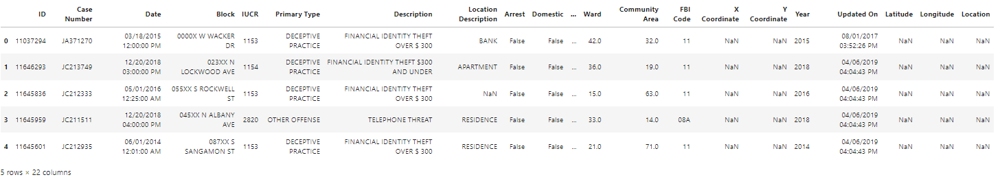 ID Case Number Date Block IUCR Primary Type Description Location Description Arrest Domestic ... Ward Community Area FBI Code X Coordinate Y Coordinate Year Updated On Latitude Longitude Location
0 11037294 JA371270 03/18/2015 12:00:00 PM 0000X W WACKER DR 1153 DECEPTIVE PRACTICE FINANCIAL IDENTITY THEFT OVER $ 300 BANK False False ... 42.0 32.0 11 NaN NaN 2015 08/01/2017 03:52:26 PM NaN NaN NaN
1 11646293 JC213749 12/20/2018 03:00:00 PM 023XX N LOCKWOOD AVE 1154 DECEPTIVE PRACTICE FINANCIAL IDENTITY THEFT $300 AND UNDER APARTMENT False False ... 36.0 19.0 11 NaN NaN 2018 04/06/2019 04:04:43 PM NaN NaN NaN
2 11645836 JC212333 05/01/2016 12:25:00 AM 055XX S ROCKWELL ST 1153 DECEPTIVE PRACTICE FINANCIAL IDENTITY THEFT OVER $ 300 NaN False False ... 15.0 63.0 11 NaN NaN 2016 04/06/2019 04:04:43 PM NaN NaN NaN
3 11645959 JC211511 12/20/2018 04:00:00 PM 045XX N ALBANY AVE 2820 OTHER OFFENSE TELEPHONE THREAT RESIDENCE False False ... 33.0 14.0 08A NaN NaN 2018 04/06/2019 04:04:43 PM NaN NaN NaN
4 11645601 JC212935 06/01/2014 12:01:00 AM 087XX S SANGAMON ST 1153 DECEPTIVE PRACTICE FINANCIAL IDENTITY THEFT OVER $ 300 RESIDENCE False False ... 21.0 71.0 11 NaN NaN 2014 04/06/2019 04:04:43 PM NaN NaN NaN
5 rows × 22 columns